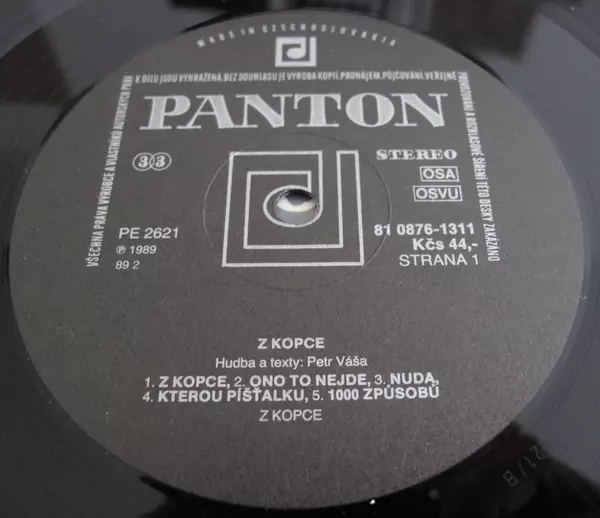 MADE IN CZECHOSLOVAKIA
VŠECHNA PRÁVA VÝROBCE A VLASTNÍKŮ AUTORSKÝCH PRÁV
K DÍLU JSOU VYHRAŽENA. BEZ SOUHLASU JE VÝROBA KOPIÍ, PRONÁJEM, PŮJČOVÁNÍ, VEŘEJNÉ
PROVOZOVÁNÍ A ROZHLASOVÉ ŠÍŘENÍ TÉTO DESKY ZAKÁZÁNO
PANTON
33
STEREO
OSA
OSVU
PE 2621
℗ 1989
89 2
81 0876-1311
Kčs 44,-
STRANA 1
Z KOPCE
Hudba a texty: Petr Váša
1. Z KOPCE, 2. ONO TO NEJDE, 3. NUDA,
4. KTEROU PÍŠŤALKU, 5. 1000 ZPŮSOBŮ
Z KOPCE